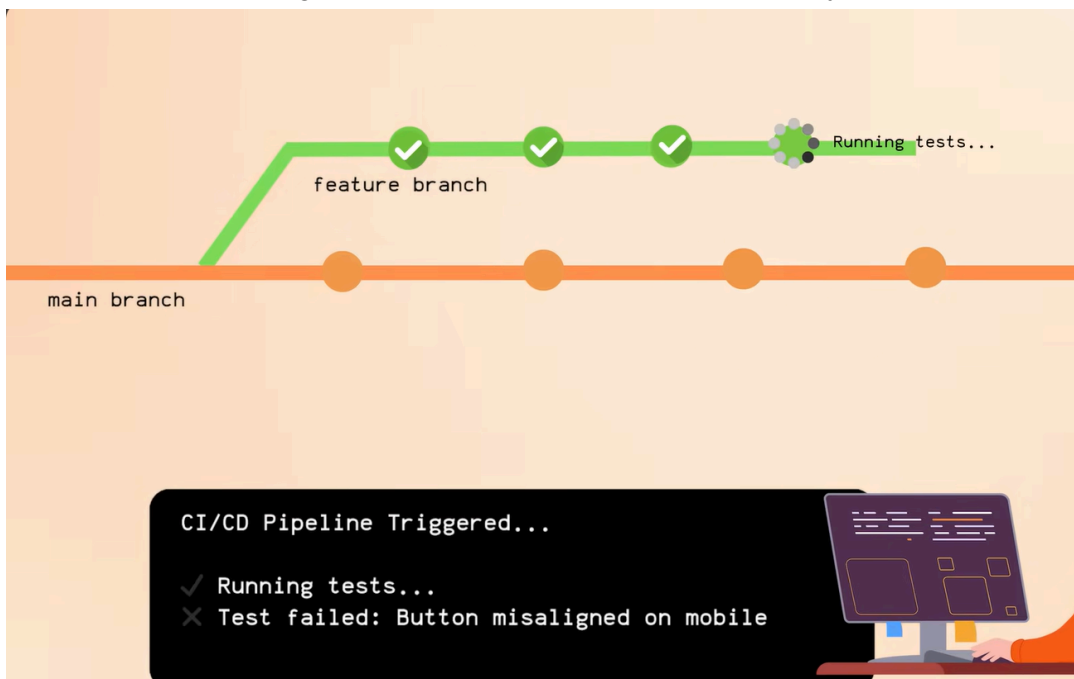 Running tests...
feature branch
main branch
CI/CD Pipeline Triggered...
Running tests...
Test failed: Button misaligned on mobile